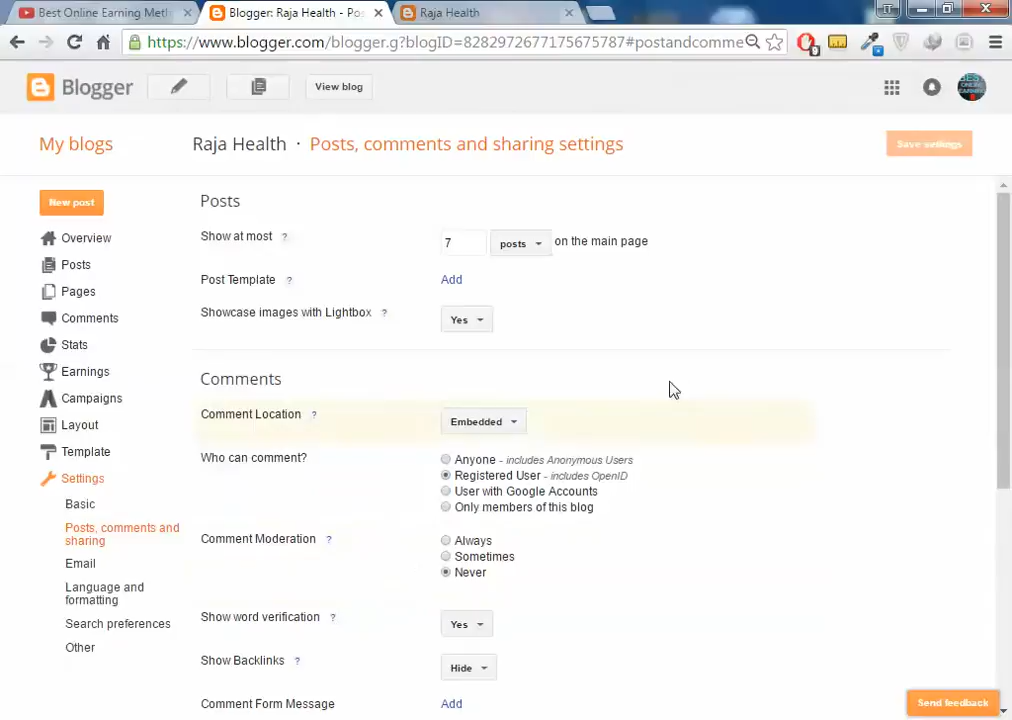 Best Online Earning Met
Blogger: Raja Health - Pos
Raja Health
https://www.blogger.com/blogger.g?blogID=8282972677175675787#postandcomme
Blogger
View blog
My blogs
Raja Health · Posts, comments and sharing settings
Save settings
New post
Overview
Posts
Pages
Comments
Stats
Earnings
Campaigns
Layout
Template
Settings
Basic
Posts, comments and
sharing
Email
Language and
formatting
Search preferences
Other
Posts
Show at most ? 7 posts on the main page
Post Template ? Add
Showcase images with Lightbox ? Yes
Comments
Comment Location ? Embedded
Who can comment?
Anyone - includes Anonymous Users
Registered User - includes OpenID
User with Google Accounts
Only members of this blog
Comment Moderation ?
Always
Sometimes
Never
Show word verification ? Yes
Show Backlinks ? Hide
Comment Form Message Add
Send feedback